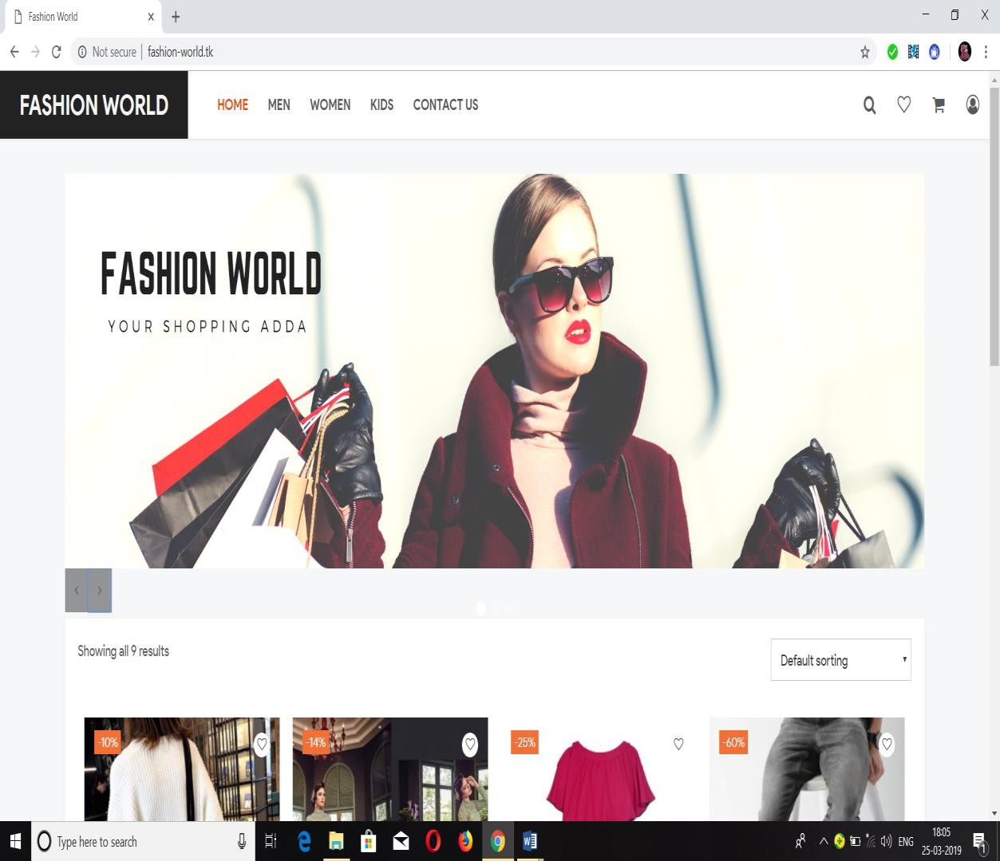 Fashion World
Not secure | fashion-world.tk
FASHION WORLD
HOME MEN WOMEN KIDS CONTACT US
FASHION WORLD
YOUR SHOPPING ADDA
Showing all 9 results
Default sorting
-10% -14% -25% -60%
Type here to search
ENG
18:05
25-03-2019
1